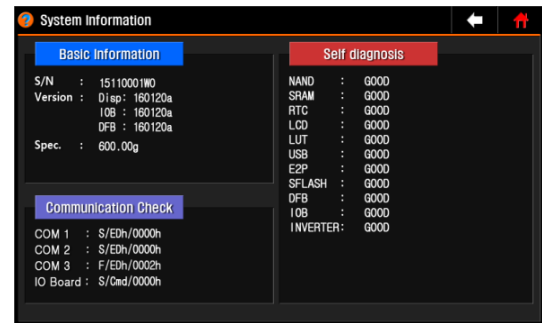 System Information
Basic Information
S/N : 15110001W0
Version : Disp: 160120a
IOB : 160120a
DFB : 160120a
Spec. : 600.00g
Communication Check
COM 1 : S/EDh/0000h
COM 2 : S/EDh/0000h
COM 3 : F/EDh/0002h
IO Board : S/Cmd/0000h
Self diagnosis
NAND : GOOD
SRAM : GOOD
RTC : GOOD
LCD : GOOD
LUT : GOOD
USB : GOOD
E2P : GOOD
SFLASH : GOOD
DFB : GOOD
IOB : GOOD
INVERTER: GOOD